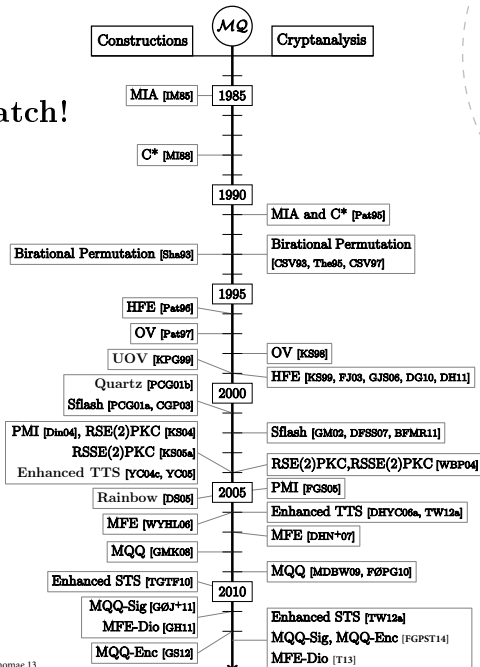 MQ
Constructions
Cryptanalysis
atch!
MIA [IM85]
1985
C* [MI88]
1990
MIA and C* [Pat95]
Birational Permutation [Sha93]
Birational Permutation
[CSV93, The95, CSV97]
1995
HFE [Pat96]
OV [Pat97]
OV [KS98]
UOV [KPG99]
HFE [KS99, FJ03, GJS06, DG10, DH11]
Quartz [PCG01b]
Sflash [PCG01a, CGP03]
2000
PMI [Din04], RSE(2)PKC [KS04]
RSSE(2)PKC [KS05a]
Enhanced TTS [YC04c, YC05]
Sflash [GM02, DFSS07, BFMR11]
RSE(2)PKC,RSSE(2)PKC [WBP04]
2005
PMI [FGS05]
Rainbow [DS05]
Enhanced TTS [DHYC06a, TW12a]
MFE [WYHL06]
MFE [DHN+07]
MQQ [GMK08]
MQQ [MDBW09, FØPG10]
Enhanced STS [TGTF10]
2010
MQQ-Sig [GØJ+11]
MFE-Dio [GH11]
Enhanced STS [TW12a]
MQQ-Sig, MQQ-Enc [FGPST14]
MFE-Dio [T13]
MQQ-Enc [GS12]
omae 13